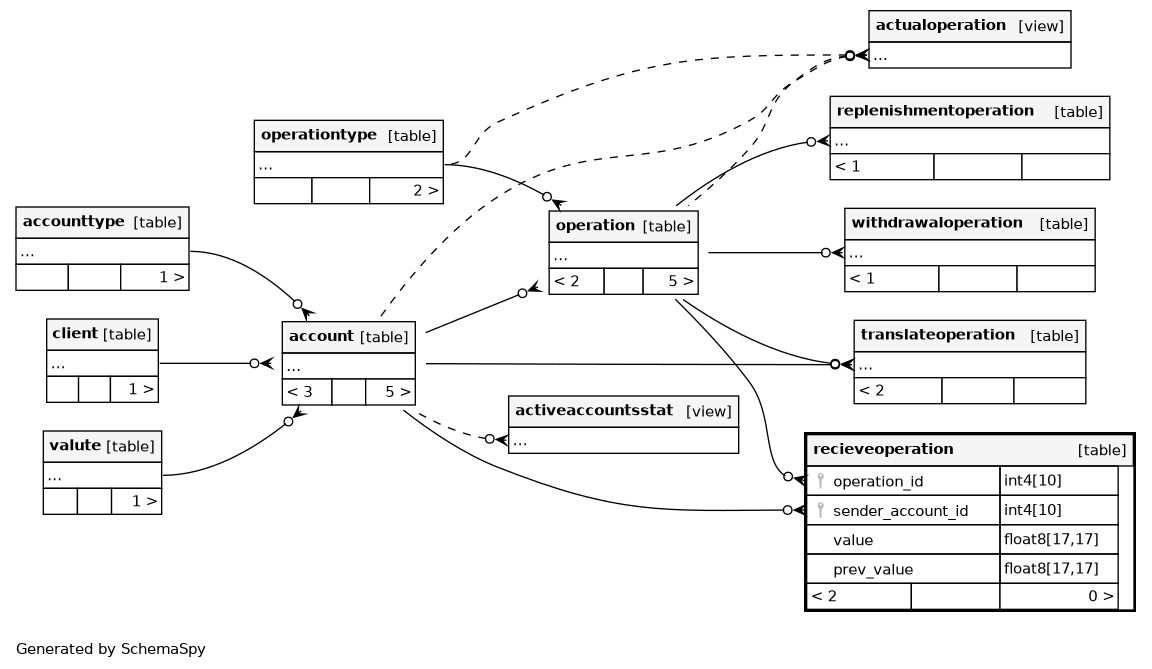 actualoperation [view]
...
replenishmentoperation [table]
...
< 1
operationtype [table]
...
2 >
accounttype [table]
...
1 >
operation [table]
...
< 2 5 >
withdrawaloperation [table]
...
< 1
client [table]
...
1 >
account [table]
...
< 3 5 >
translateoperation [table]
...
< 2
activeaccountsstat [view]
...
valute [table]
...
1 >
recieveoperation [table]
operation_id int4[10]
sender_account_id int4[10]
value float8[17,17]
prev_value float8[17,17]
< 2 0 >
Generated by SchemaSpy